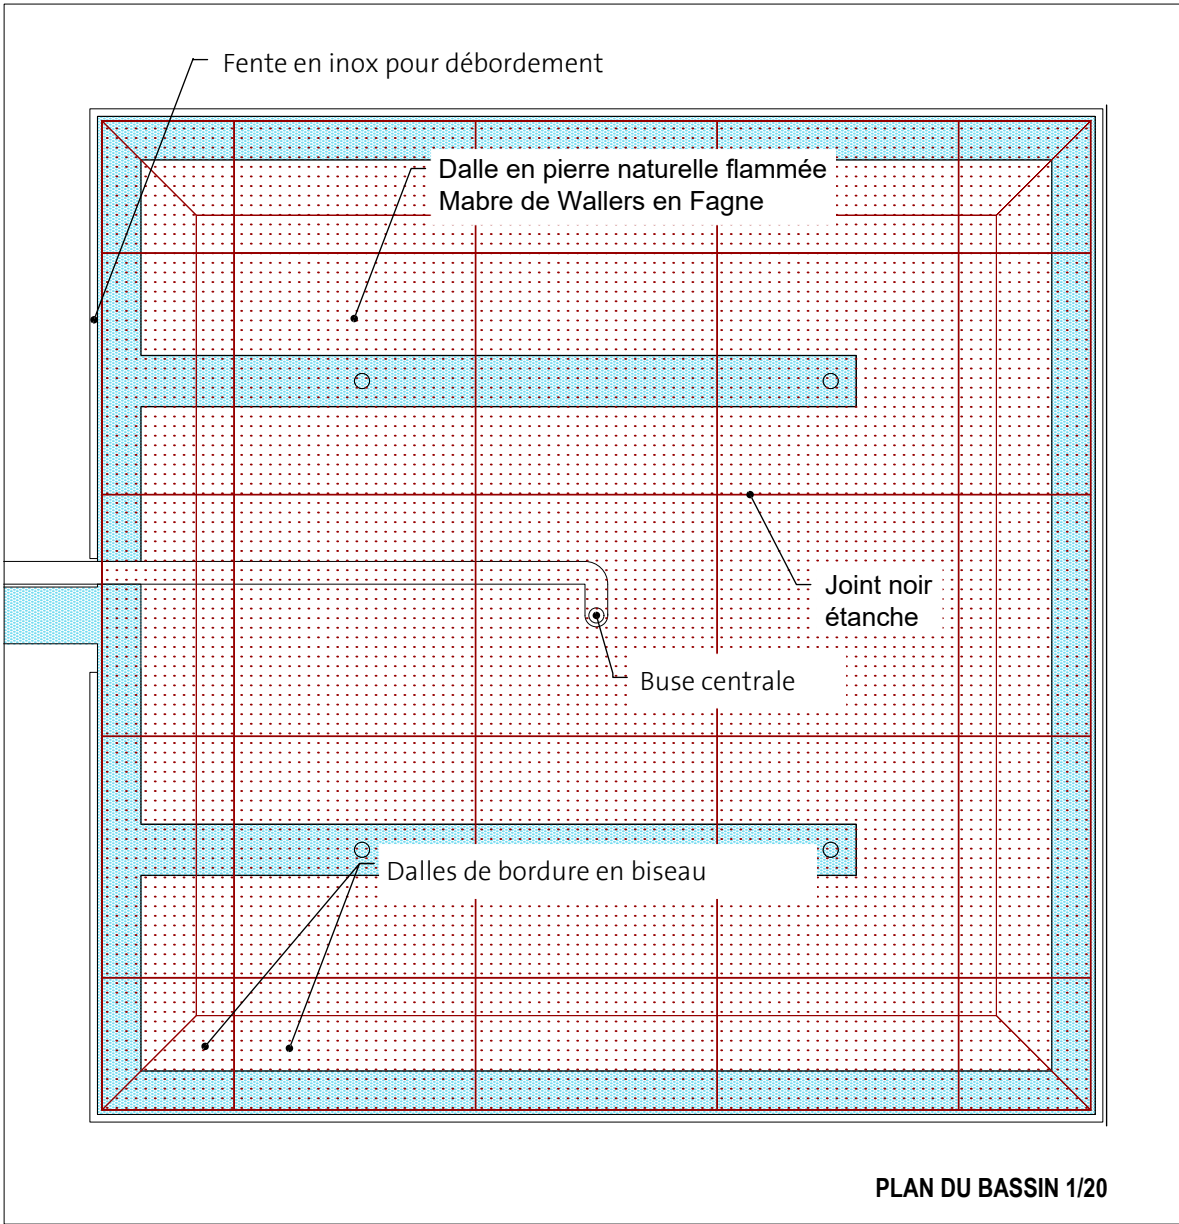 Fente en inox pour débordement
Dalle en pierre naturelle flammée
Mabre de Wallers en Fagne
Joint noir
étanche
Buse centrale
Dalles de bordure en biseau
PLAN DU BASSIN 1/20